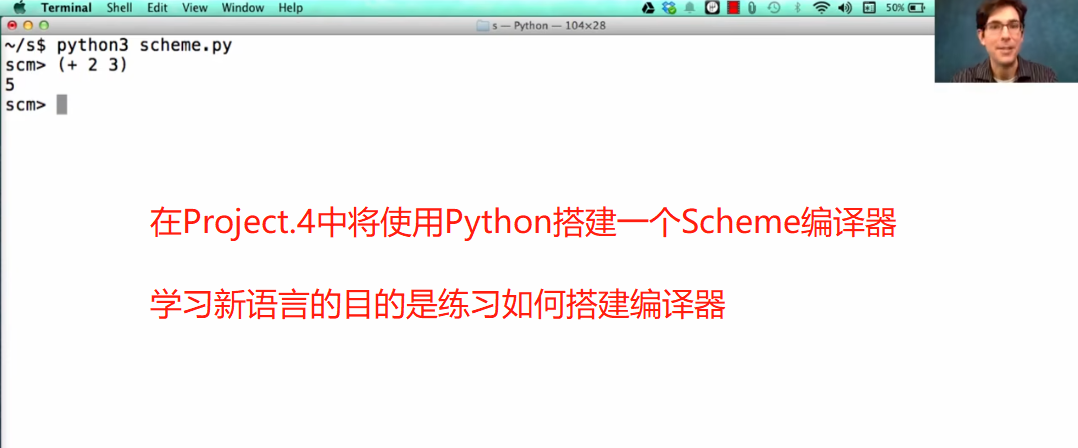 Terminal Shell Edit View Window Help 50%
s — Python — 104×28
~/s$ python3 scheme.py
scm> (+ 2 3)
5
scm>
在Project.4中将使用Python搭建一个Scheme编译器
学习新语言的目的是练习如何搭建编译器